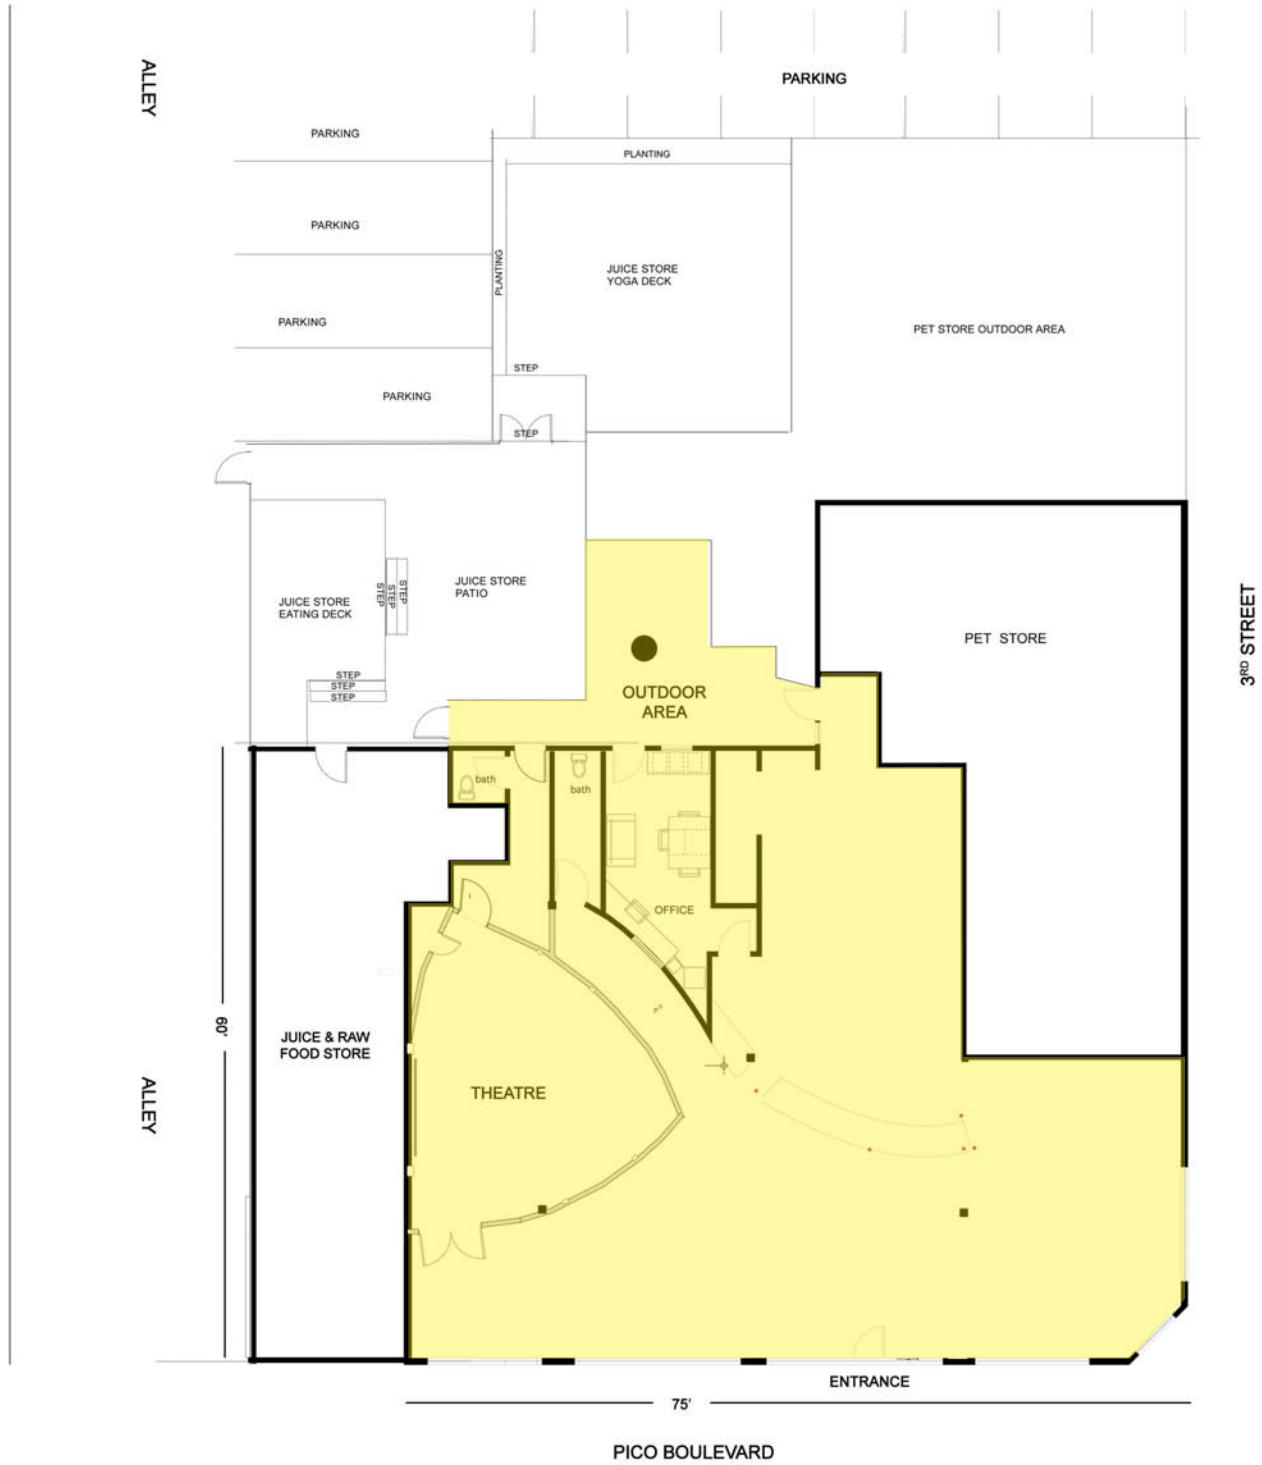 ALLEY
PARKING
PARKING
PLANTING
PARKING
PLANTING
JUICE STORE
YOGA DECK
PARKING
PET STORE OUTDOOR AREA
STEP
PARKING
STEP
JUICE STORE
EATING DECK
STEP
STEP
STEP
JUICE STORE
PATIO
3RD STREET
PET STORE
STEP
STEP
STEP
OUTDOOR
AREA
bath
bath
OFFICE
60'
JUICE & RAW
FOOD STORE
THEATRE
ALLEY
ENTRANCE
75'
PICO BOULEVARD